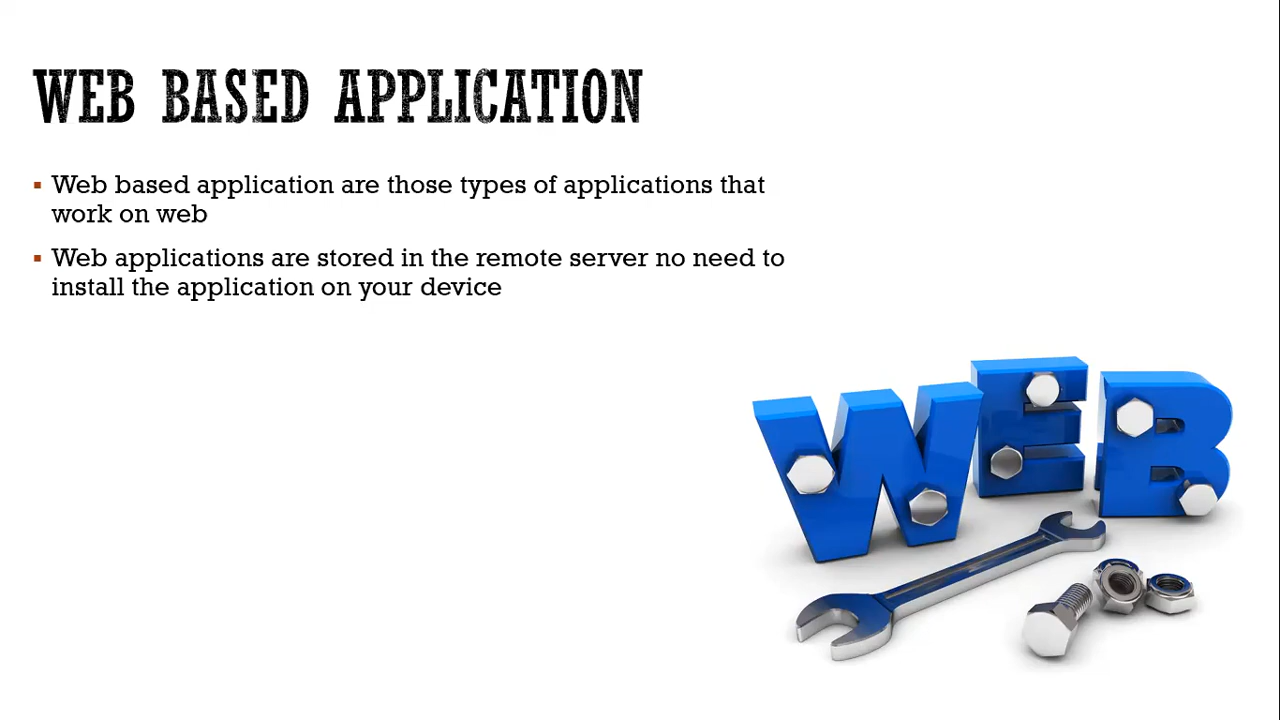 WEB BASED APPLICATION
▪ Web based application are those types of applications that
work on web
▪ Web applications are stored in the remote server no need to
install the application on your device
WEB